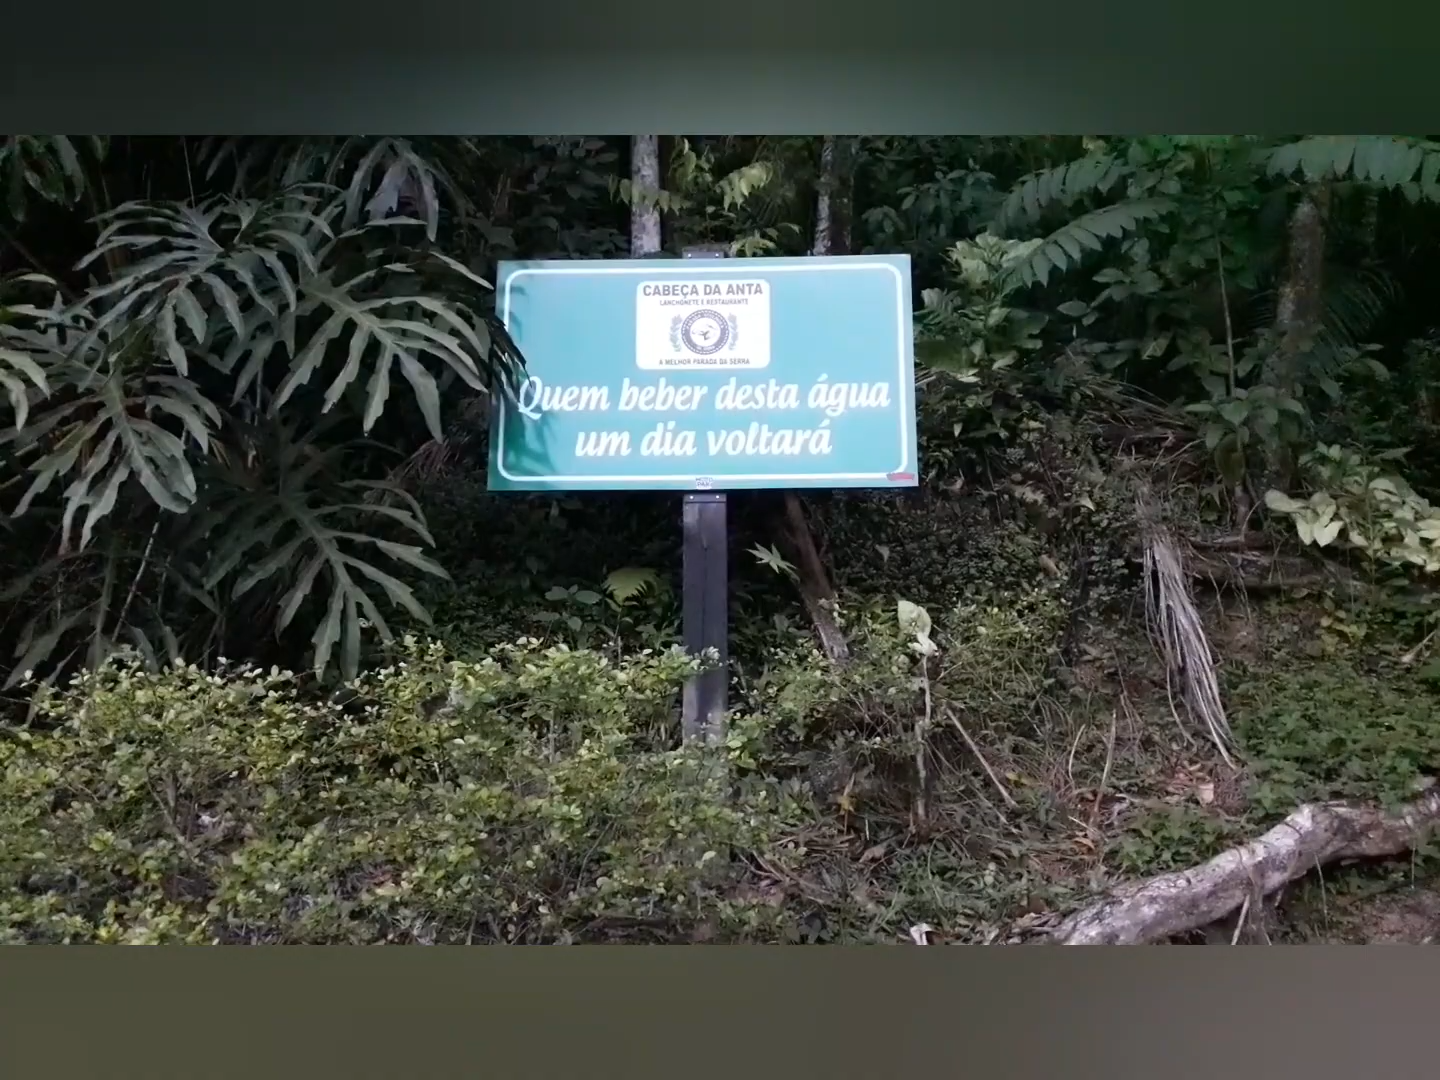 CABEÇA DA ANTA
LANCHONETE E RESTAURANTE
A MELHOR PARADA DA SERRA
Quem beber desta água
um dia voltará